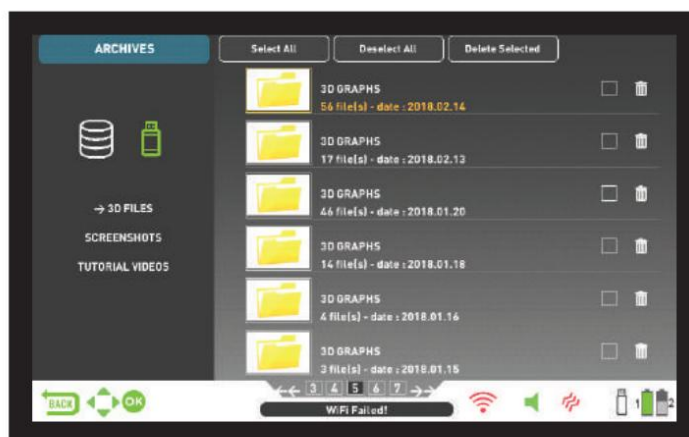 ARCHIVES
Select All
Deselect All
Delete Selected
3D GRAPHS
56 file(s) - date : 2018.02.14
3D GRAPHS
17 file(s) - date : 2018.02.13
3D GRAPHS
46 file(s) - date : 2018.01.20
3D GRAPHS
14 file(s) - date : 2018.01.18
3D GRAPHS
4 file(s) - date : 2018.01.16
3D GRAPHS
3 file(s) - date : 2018.01.15
→ 3D FILES
SCREENSHOTS
TUTORIAL VIDEOS
BACK
OK
←← 3 4 5 6 7 →→
WiFi Failed!
1 2